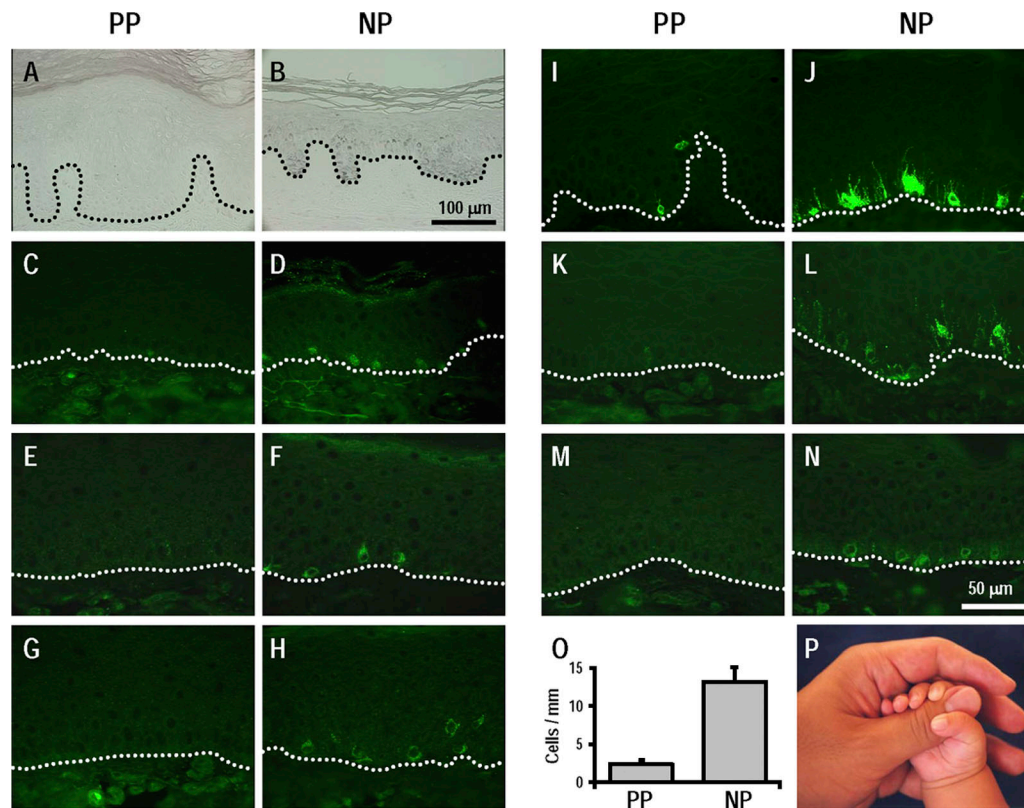 PP NP PP NP
A B I J
100 µm
C D K L
E F M N
50 µm
G H O P
15
10
5
0
Cells / mm
PP NP